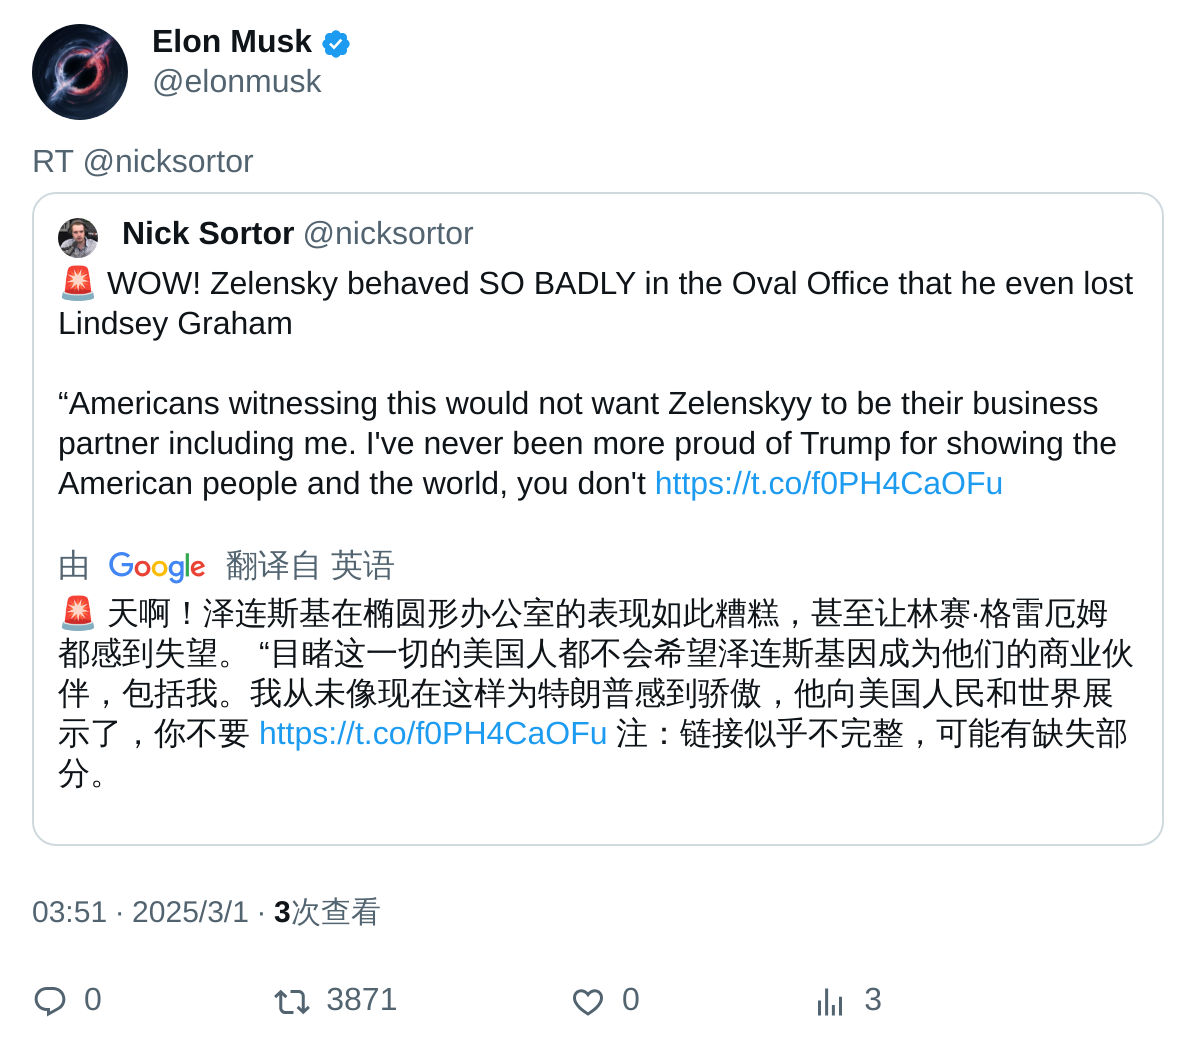 Elon Musk
@elonmusk
RT @nicksortor
Nick Sortor @nicksortor
🚨 WOW! Zelensky behaved SO BADLY in the Oval Office that he even lost
Lindsey Graham
“Americans witnessing this would not want Zelenskyy to be their business
partner including me. I've never been more proud of Trump for showing the
American people and the world, you don't https://t.co/f0PH4CaOFu
由 Google 翻译自 英语
🚨 天啊！泽连斯基在椭圆形办公室的表现如此糟糕，甚至让林赛·格雷厄姆
都感到失望。 “目睹这一切的美国人都不会希望泽连斯基因成为他们的商业伙
伴，包括我。我从未像现在这样为特朗普感到骄傲，他向美国人民和世界展
示了，你不要 https://t.co/f0PH4CaOFu 注：链接似乎不完整，可能有缺失部
分。
03:51 · 2025/3/1 · 3次查看
0 3871 0 3